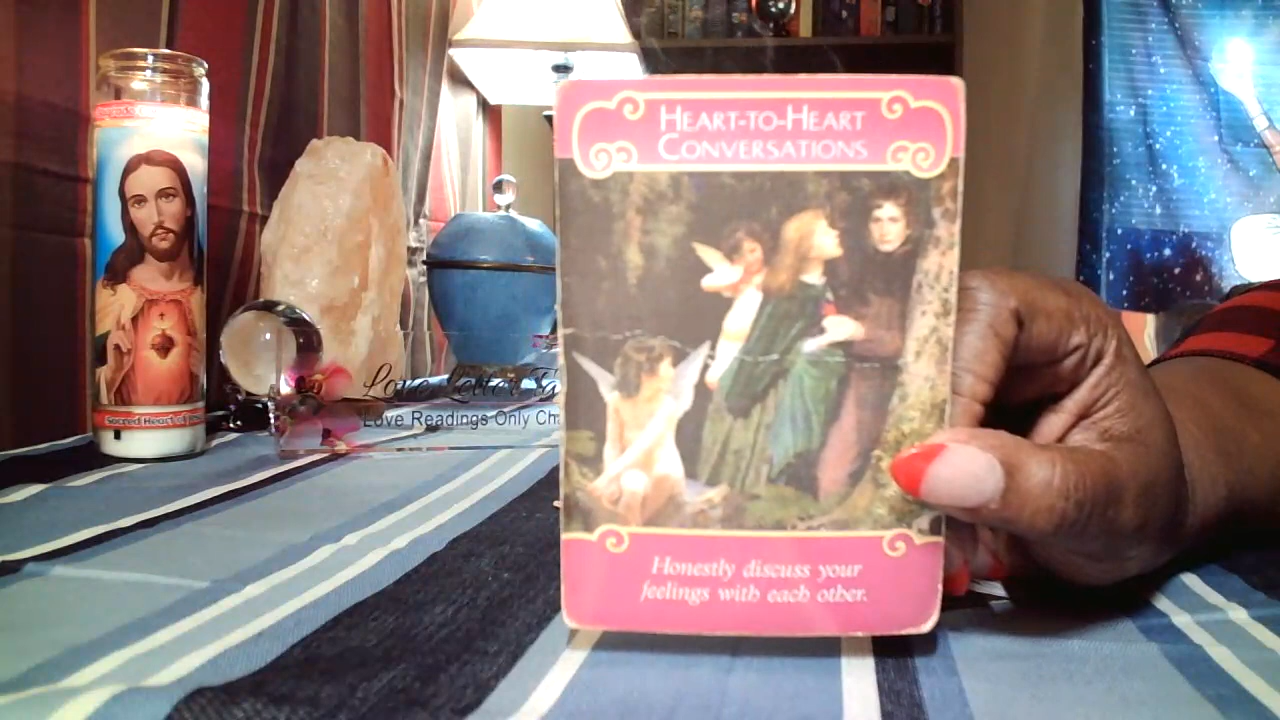 HEART-TO-HEART
CONVERSATIONS
Honestly discuss your
feelings with each other.
Love Letter
Love Readings Only
Sacred Heart of